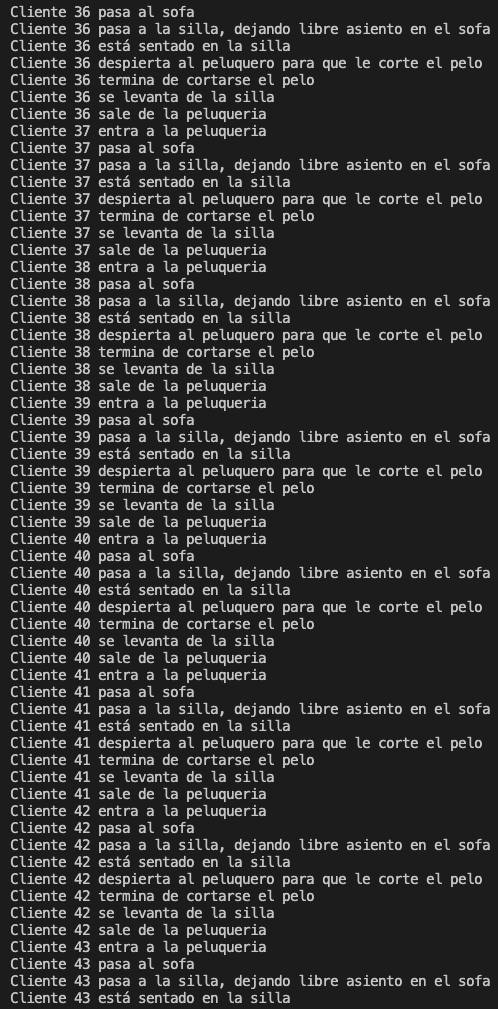 Cliente 36 pasa al sofa
Cliente 36 pasa a la silla, dejando libre asiento en el sofa
Cliente 36 está sentado en la silla
Cliente 36 despierta al peluquero para que le corte el pelo
Cliente 36 termina de cortarse el pelo
Cliente 36 se levanta de la silla
Cliente 36 sale de la peluqueria
Cliente 37 entra a la peluqueria
Cliente 37 pasa al sofa
Cliente 37 pasa a la silla, dejando libre asiento en el sofa
Cliente 37 está sentado en la silla
Cliente 37 despierta al peluquero para que le corte el pelo
Cliente 37 termina de cortarse el pelo
Cliente 37 se levanta de la silla
Cliente 37 sale de la peluqueria
Cliente 38 entra a la peluqueria
Cliente 38 pasa al sofa
Cliente 38 pasa a la silla, dejando libre asiento en el sofa
Cliente 38 está sentado en la silla
Cliente 38 despierta al peluquero para que le corte el pelo
Cliente 38 termina de cortarse el pelo
Cliente 38 se levanta de la silla
Cliente 38 sale de la peluqueria
Cliente 39 entra a la peluqueria
Cliente 39 pasa al sofa
Cliente 39 pasa a la silla, dejando libre asiento en el sofa
Cliente 39 está sentado en la silla
Cliente 39 despierta al peluquero para que le corte el pelo
Cliente 39 termina de cortarse el pelo
Cliente 39 se levanta de la silla
Cliente 39 sale de la peluqueria
Cliente 40 entra a la peluqueria
Cliente 40 pasa al sofa
Cliente 40 pasa a la silla, dejando libre asiento en el sofa
Cliente 40 está sentado en la silla
Cliente 40 despierta al peluquero para que le corte el pelo
Cliente 40 termina de cortarse el pelo
Cliente 40 se levanta de la silla
Cliente 40 sale de la peluqueria
Cliente 41 entra a la peluqueria
Cliente 41 pasa al sofa
Cliente 41 pasa a la silla, dejando libre asiento en el sofa
Cliente 41 está sentado en la silla
Cliente 41 despierta al peluquero para que le corte el pelo
Cliente 41 termina de cortarse el pelo
Cliente 41 se levanta de la silla
Cliente 41 sale de la peluqueria
Cliente 42 entra a la peluqueria
Cliente 42 pasa al sofa
Cliente 42 pasa a la silla, dejando libre asiento en el sofa
Cliente 42 está sentado en la silla
Cliente 42 despierta al peluquero para que le corte el pelo
Cliente 42 termina de cortarse el pelo
Cliente 42 se levanta de la silla
Cliente 42 sale de la peluqueria
Cliente 43 entra a la peluqueria
Cliente 43 pasa al sofa
Cliente 43 pasa a la silla, dejando libre asiento en el sofa
Cliente 43 está sentado en la silla